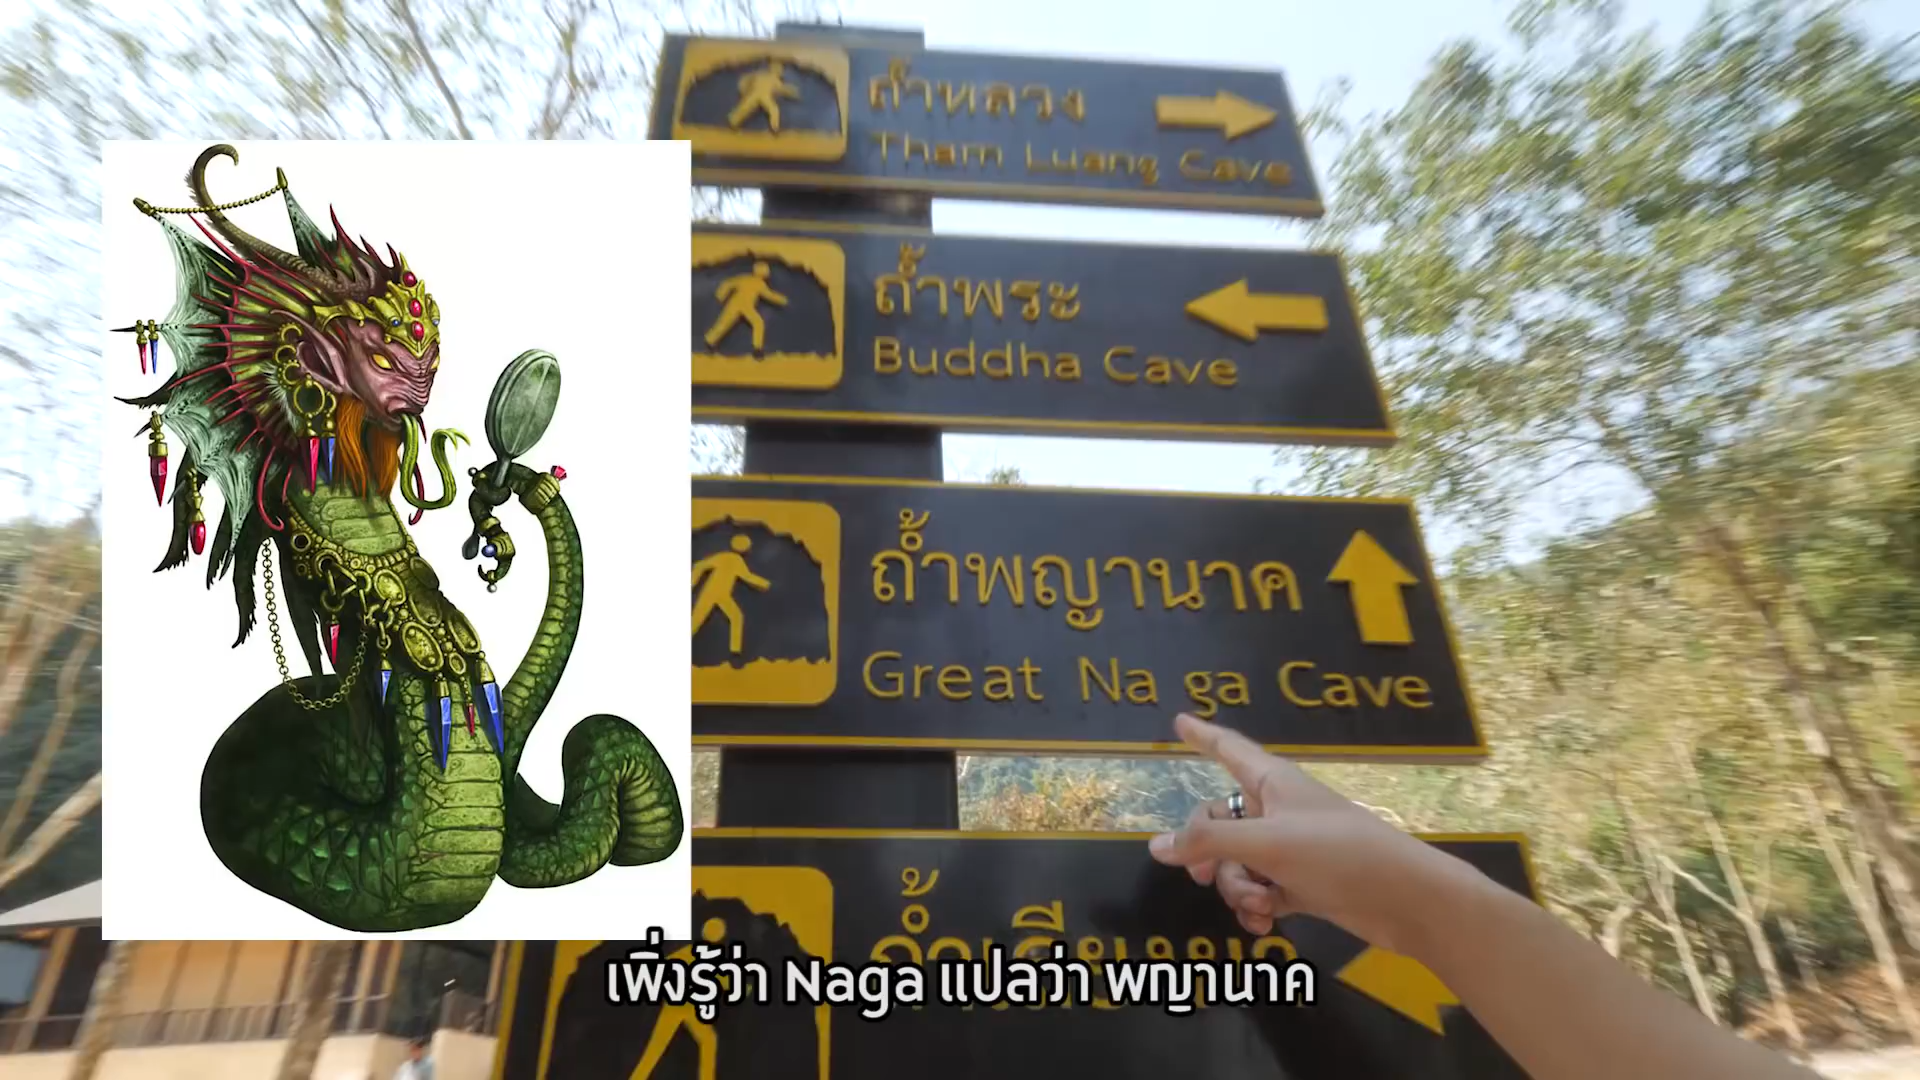 ถ้ำหลวง
Tham Luang Cave
ถ้ำพระ
Buddha Cave
ถ้ำพญานาค
Great Na ga Cave
เพิ่งรู้ว่า Naga แปลว่า พญานาค